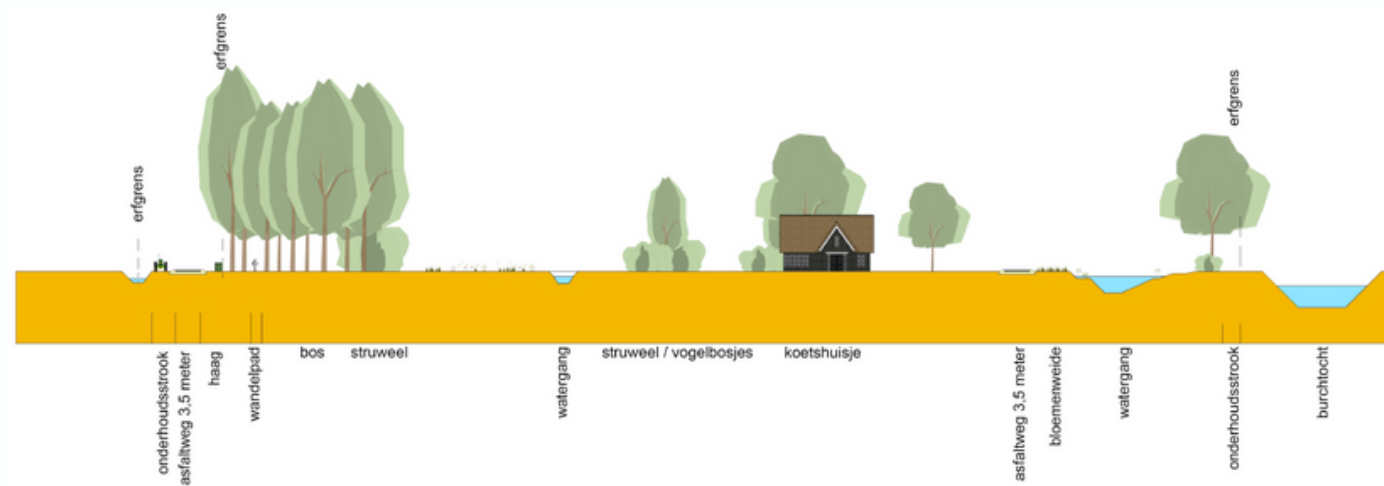 erfgrens
erfgrens
erfgrens
onderhoudsstrook
asfaltweg 3,5 meter
haag
wandelpad
bos
struweel
watergang
struweel / vogelbosjes
koetshuisje
asfaltweg 3,5 meter
bloemenweide
watergang
onderhoudsstrook
burchtocht